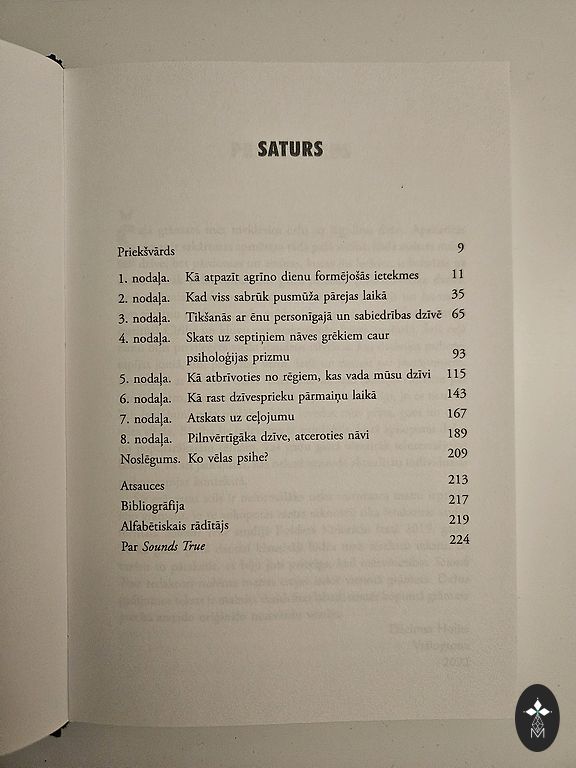 SATURS
Priekšvārds 9
1. nodaļa. Kā atpazīt agrīno dienu formējošās ietekmes 11
2. nodaļa. Kad viss sabrūk pusmūža pārejas laikā 35
3. nodaļa. Tikšanās ar ēnu personīgajā un sabiedrības dzīvē 65
4. nodaļa. Skats uz septiņiem nāves grēkiem caur
psiholoģijas prizmu 93
5. nodaļa. Kā atbrīvoties no rēgiem, kas vada mūsu dzīvi 115
6. nodaļa. Kā rast dzīvesprieku pārmaiņu laikā 143
7. nodaļa. Atskats uz ceļojumu 167
8. nodaļa. Pilnvērtīgāka dzīve, atceroties nāvi 189
Noslēgums. Ko vēlas psihe? 209
Atsauces 213
Bibliogrāfija 217
Alfabētiskais rādītājs 219
Par Sounds True 224
M